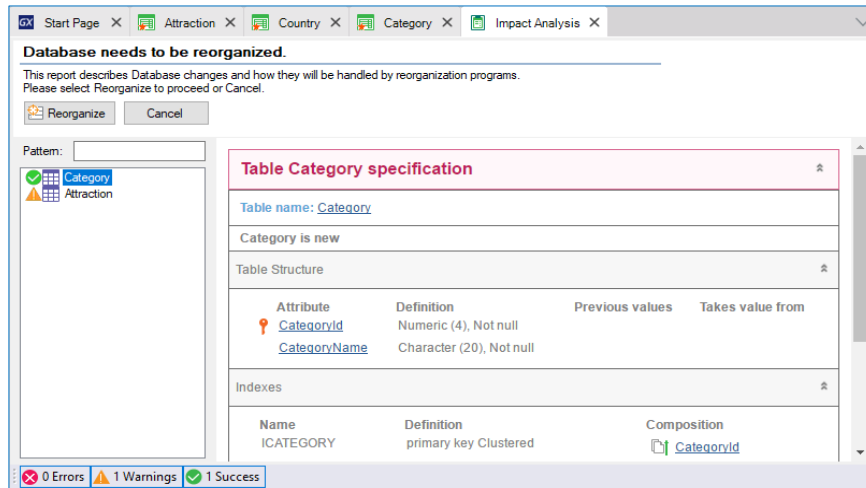 GX Start Page Attraction Country Category Impact Analysis
Database needs to be reorganized.
This report describes Database changes and how they will be handled by reorganization programs.
Please select Reorganize to proceed or Cancel.
Reorganize Cancel
Pattern:
Category
Attraction
Table Category specification
Table name: Category
Category is new
Table Structure
Attribute Definition Previous values Takes value from
CategoryId Numeric (4), Not null
CategoryName Character (20), Not null
Indexes
Name Definition Composition
ICATEGORY primary key Clustered CategoryId
0 Errors 1 Warnings 1 Success